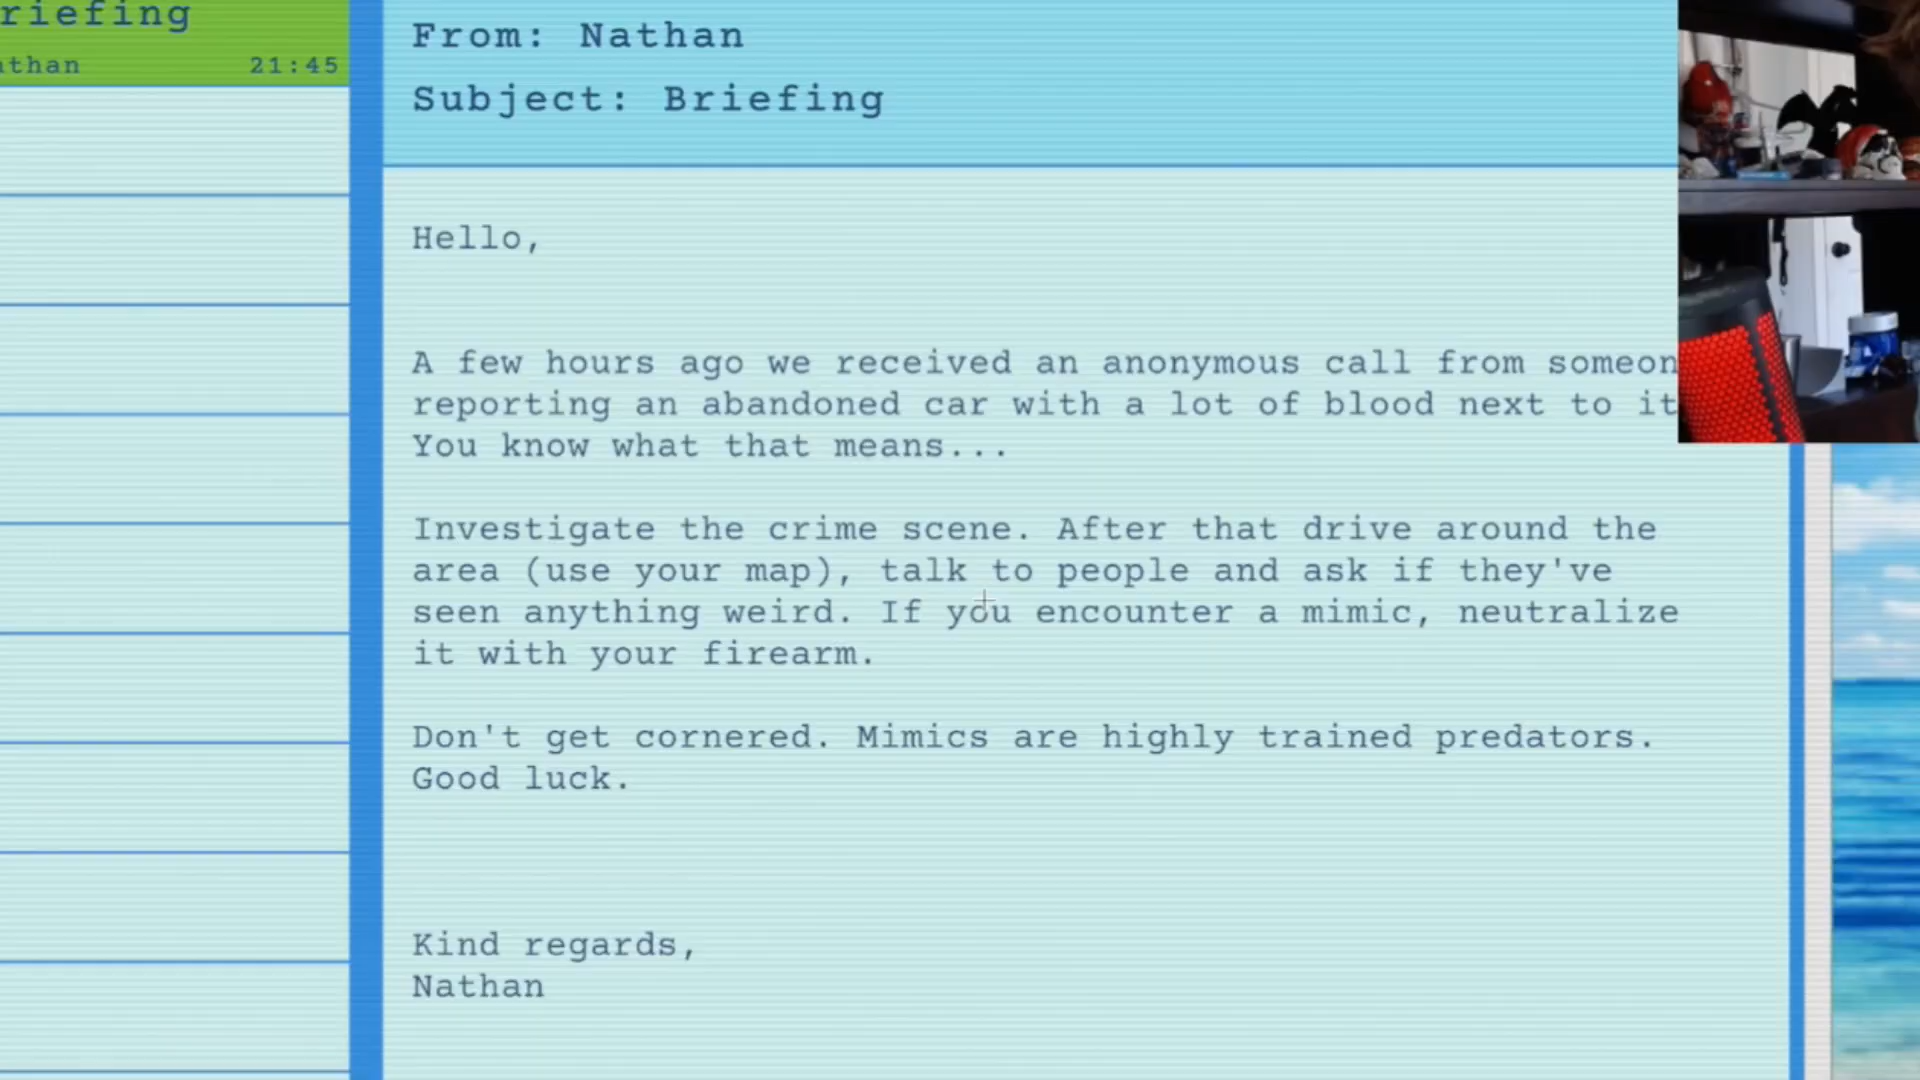 riefing
athan 21:45
From: Nathan
Subject: Briefing
Hello,
A few hours ago we received an anonymous call from someon
reporting an abandoned car with a lot of blood next to it
You know what that means...
Investigate the crime scene. After that drive around the
area (use your map), talk to people and ask if they've
seen anything weird. If you encounter a mimic, neutralize
it with your firearm.
Don't get cornered. Mimics are highly trained predators.
Good luck.
Kind regards,
Nathan